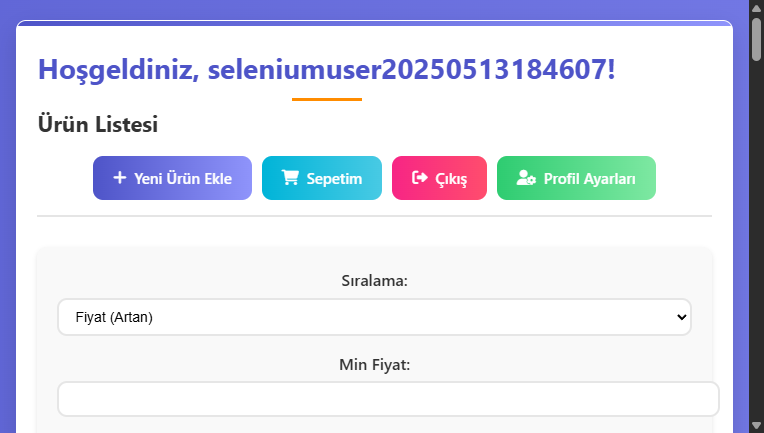 Hoşgeldiniz, seleniumuser20250513184607!
Ürün Listesi
Yeni Ürün Ekle Sepetim Çıkış Profil Ayarları
Sıralama:
Fiyat (Artan)
Min Fiyat: